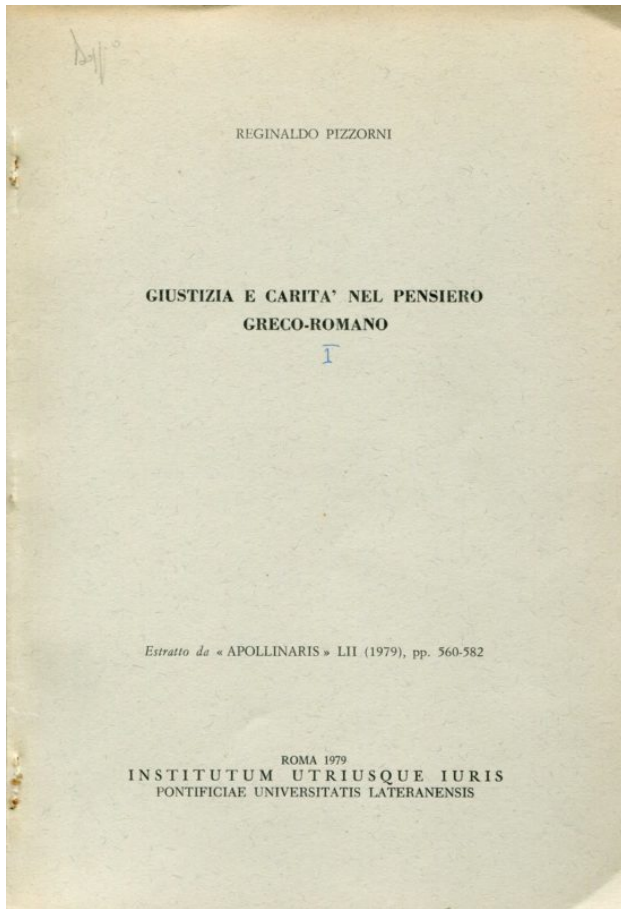 REGINALDO PIZZORNI
GIUSTIZIA E CARITA' NEL PENSIERO
GRECO-ROMANO
I
Estratto da « APOLLINARIS » LII (1979), pp. 560-582
ROMA 1979
INSTITUTUM UTRIUSQUE IURIS
PONTIFICIAE UNIVERSITATIS LATERANENSIS